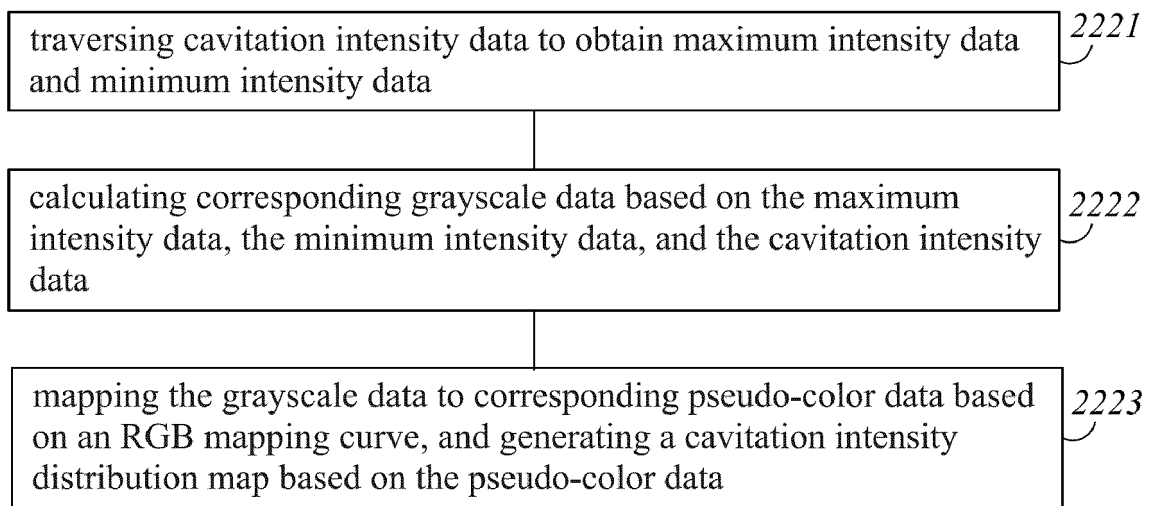 traversing cavitation intensity data to obtain maximum intensity data
and minimum intensity data
2221
calculating corresponding grayscale data based on the maximum
intensity data, the minimum intensity data, and the cavitation intensity
data
2222
mapping the grayscale data to corresponding pseudo-color data based
on an RGB mapping curve, and generating a cavitation intensity
distribution map based on the pseudo-color data
2223